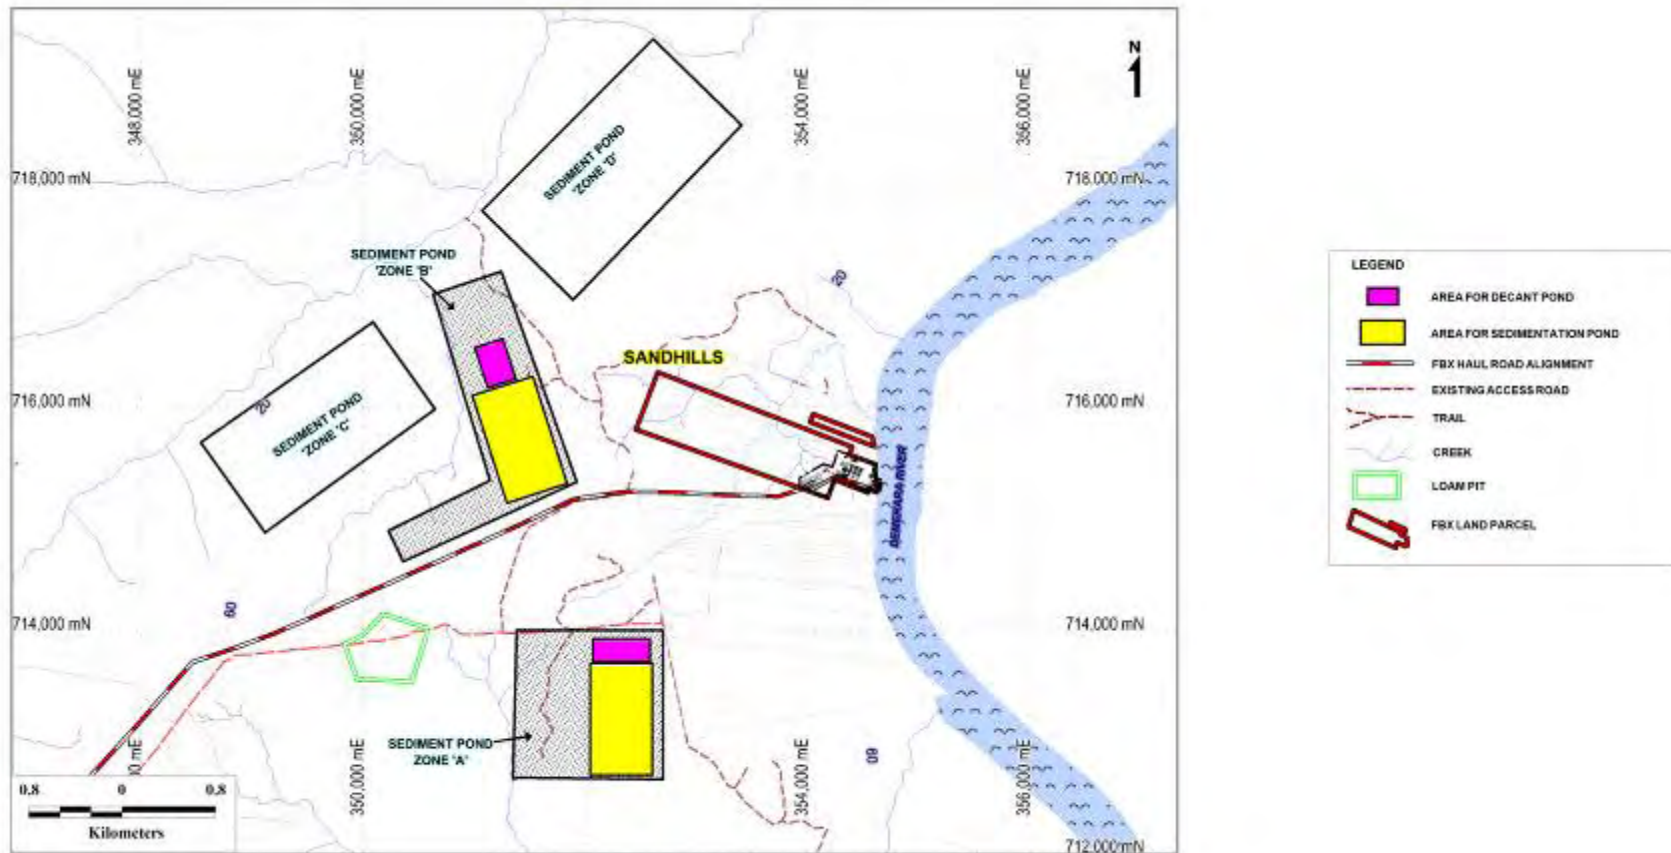 N
348,000 mE
350,000 mE
354,000 mE
356,000 mE
SEDIMENT POND
'ZONE 'D'
718,000 mN
718,000 mN
SEDIMENT POND
'ZONE 'B'
20
SANDHILLS
716,000 mN
716,000 mN
20
SEDIMENT POND
'ZONE 'C'
DEMERARA RIVER
60
714,000 mN
714,000 mN
SEDIMENT POND
ZONE 'A'
60
mE
350,000 mE
354,000 mE
356,000 mE
0.8 0 0.8
Kilometers
712,000 mN
LEGEND
AREA FOR DECANT POND
AREA FOR SEDIMENTATION POND
FBX HAUL ROAD ALIGNMENT
EXISTING ACCESS ROAD
TRAIL
CREEK
LOAM PIT
FBX LAND PARCEL